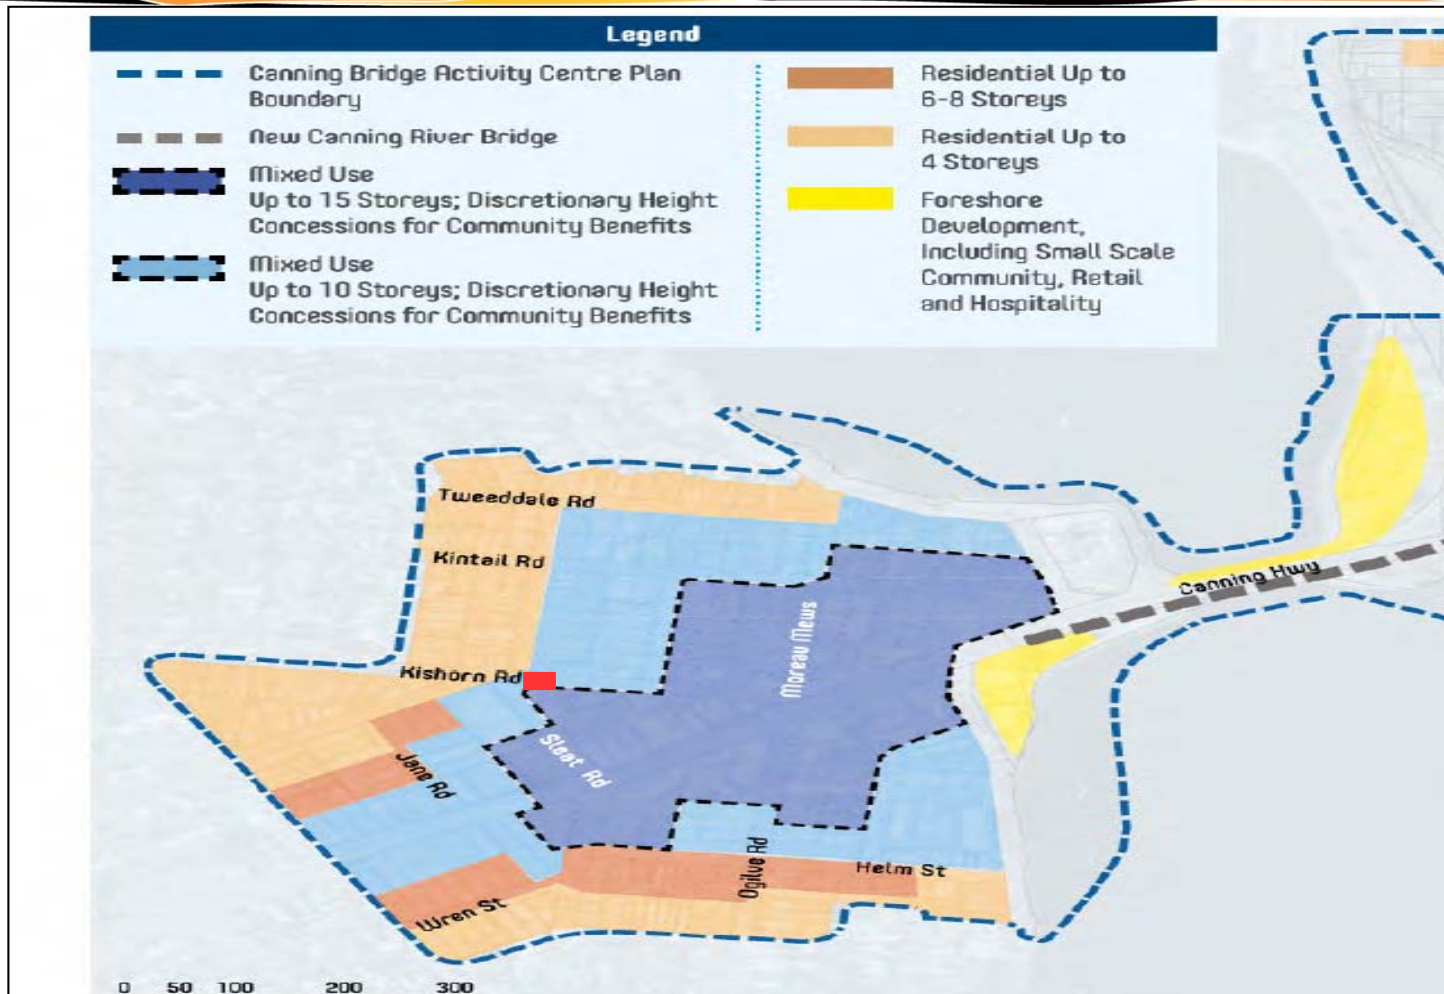 Legend
Canning Bridge Activity Centre Plan
Boundary
New Canning River Bridge
Mixed Use
Up to 15 Storeys; Discretionary Height
Concessions for Community Benefits
Mixed Use
Up to 10 Storeys; Discretionary Height
Concessions for Community Benefits
Residential Up to
6-8 Storeys
Residential Up to
4 Storeys
Foreshore
Development,
Including Small Scale
Community, Retail
and Hospitality
Tweeddale Rd
Kintail Rd
Canning Hwy
Moreau Mews
Kishorn Rd
Sleat Rd
Jane Rd
Ogilve Rd
Helm St
Wren St
0 50 100 200 300